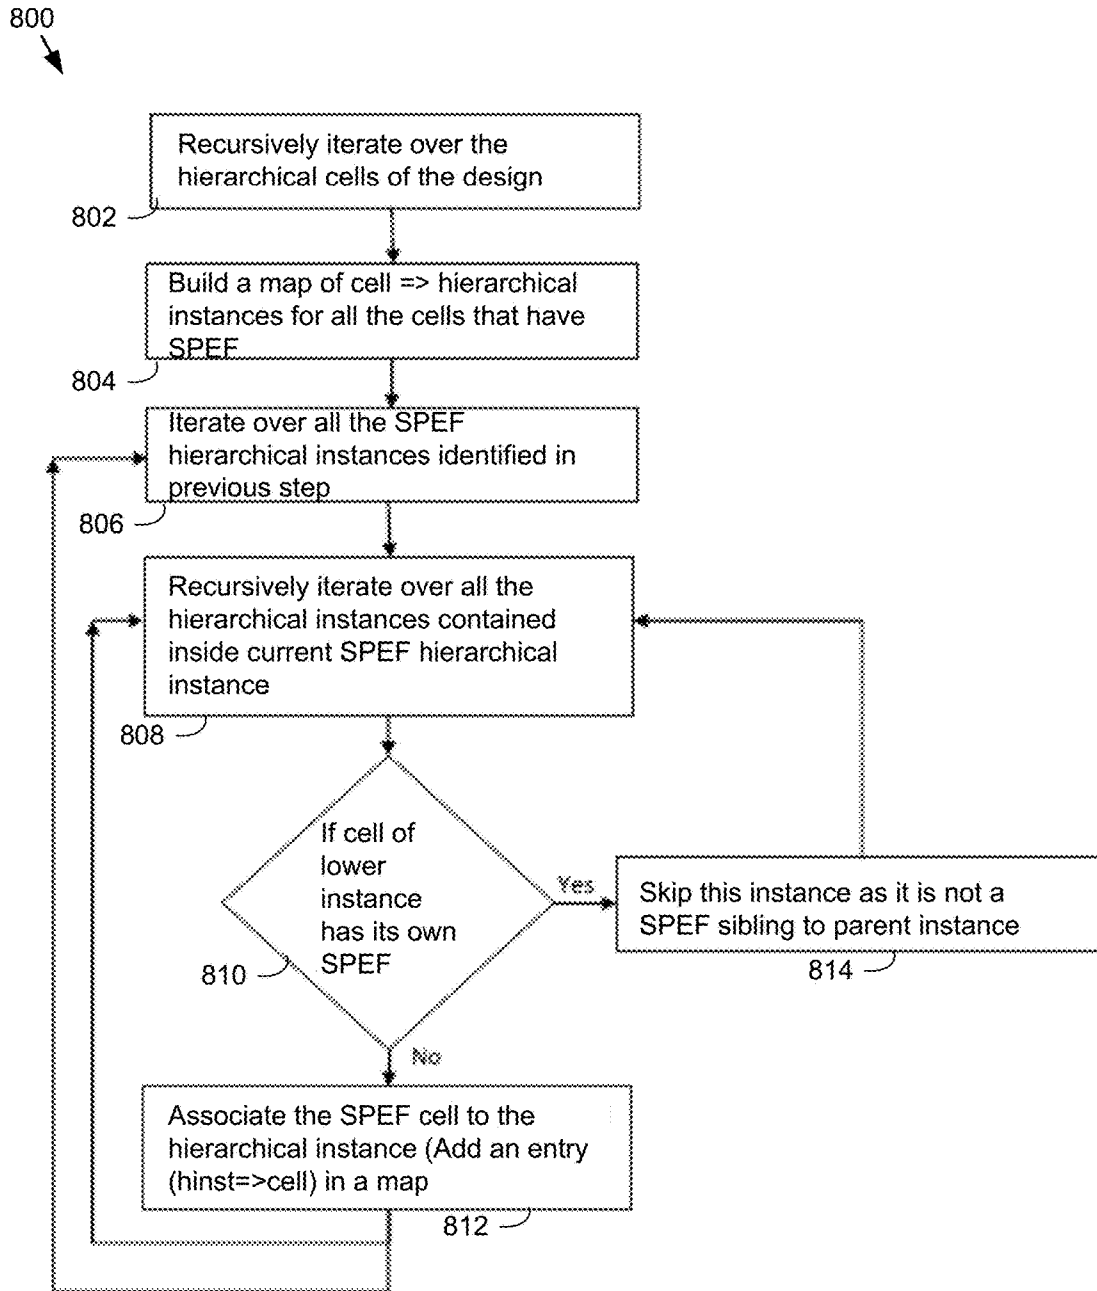 800
Recursively iterate over the
hierarchical cells of the design
802
Build a map of cell => hierarchical
instances for all the cells that have
SPEF
804
Iterate over all the SPEF
hierarchical instances identified in
previous step
806
Recursively iterate over all the
hierarchical instances contained
inside current SPEF hierarchical
instance
808
If cell of
lower
instance
has its own
SPEF
810
Yes
Skip this instance as it is not a
SPEF sibling to parent instance
814
No
Associate the SPEF cell to the
hierarchical instance (Add an entry
(hinst=>cell) in a map
812